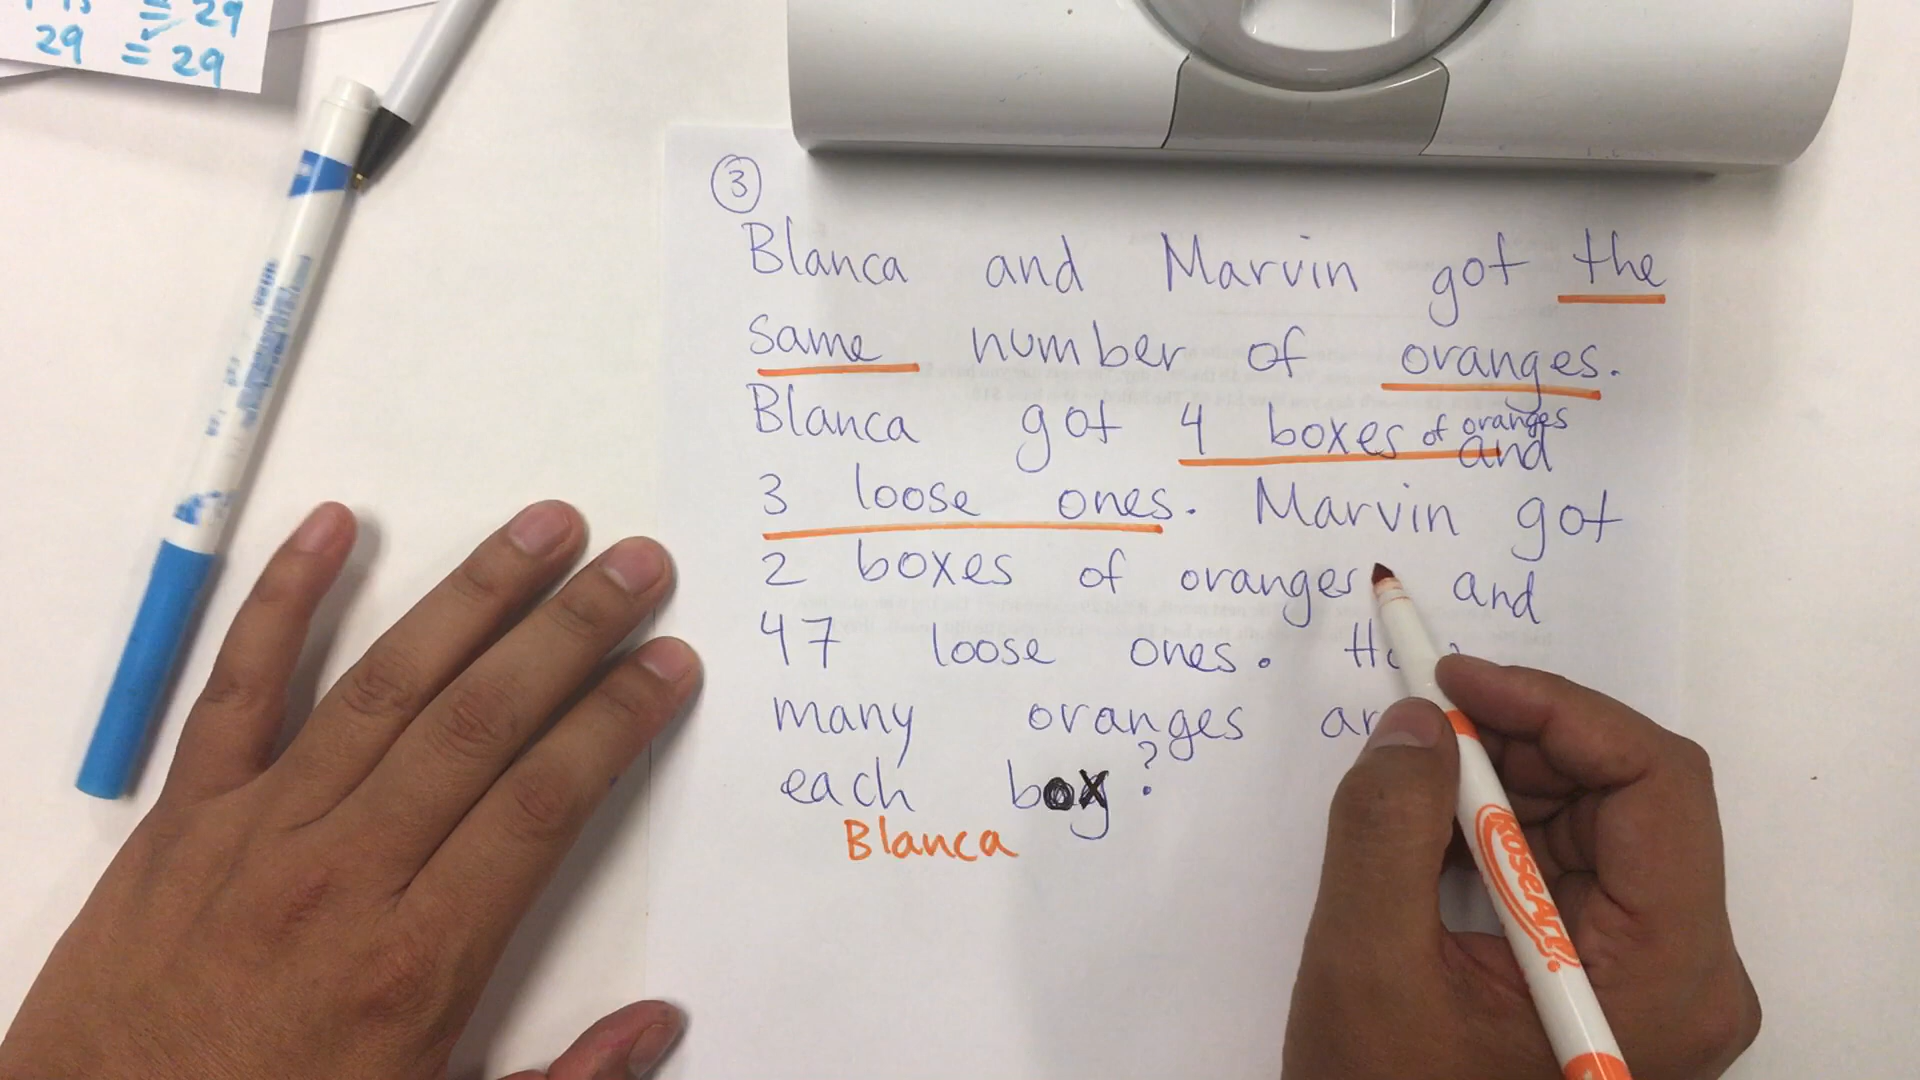 = 29
29 = 29
3
Blanca and Marvin got the
same number of oranges.
Blanca got 4 boxes of oranges and
3 loose ones. Marvin got
2 boxes of oranges and
47 loose ones.
many oranges
each box?
Blanca
RoseArt